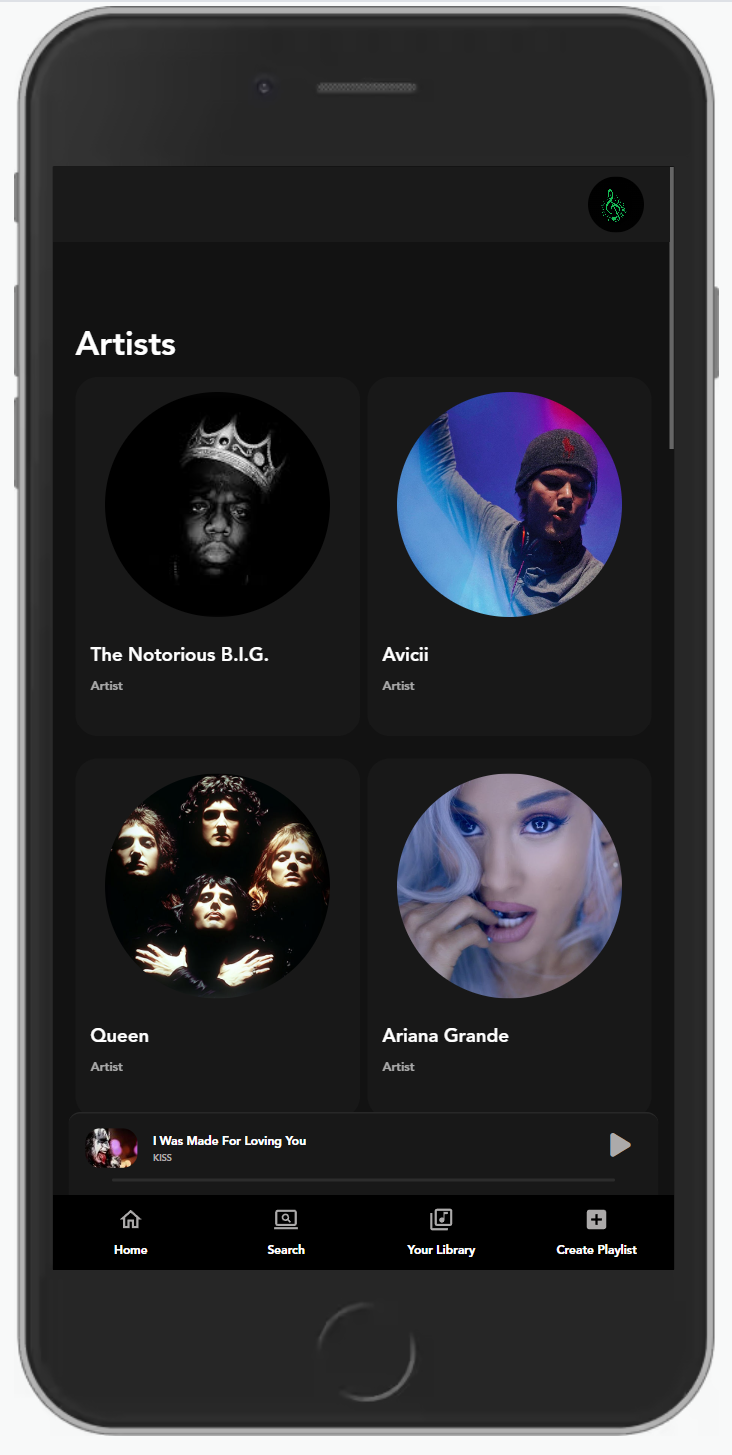 Artists
The Notorious B.I.G.
Artist
Avicii
Artist
Queen
Artist
Ariana Grande
Artist
I Was Made For Loving You
KISS
Home
Search
Your Library
Create Playlist